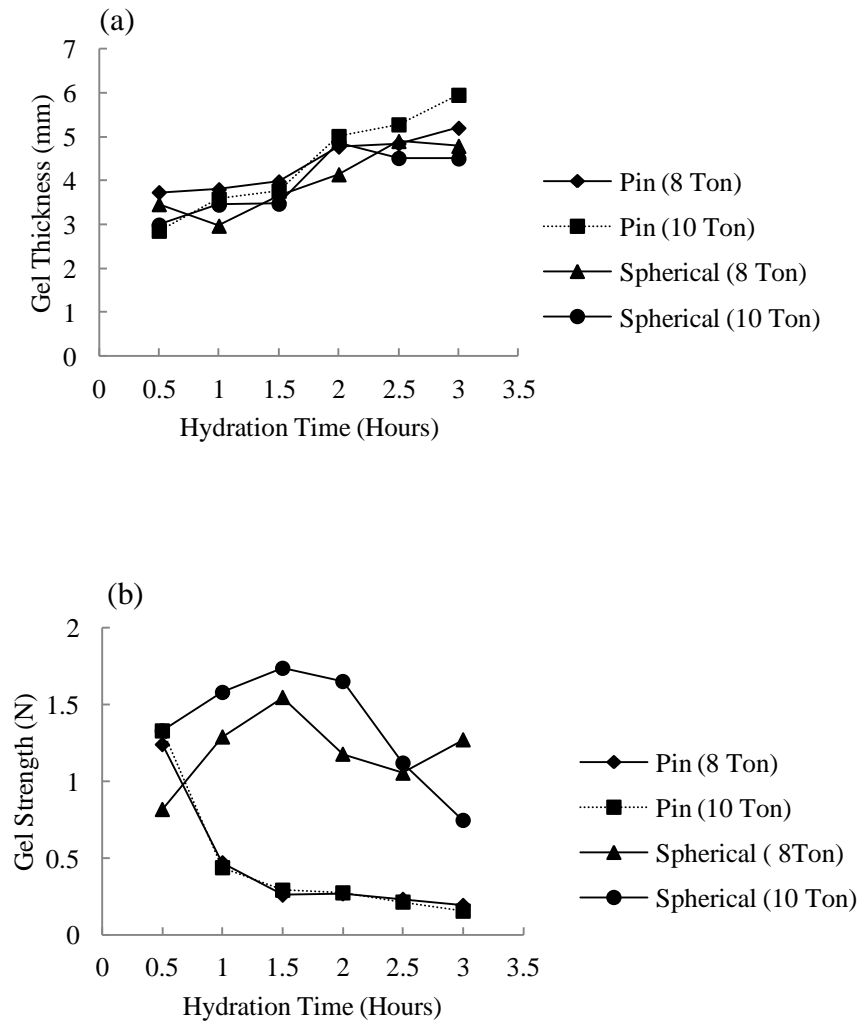 (a)
7
6
5
4
3
2
1
0
Gel Thickness (mm)
0 0.5 1 1.5 2 2.5 3 3.5
Hydration Time (Hours)
Pin (8 Ton)
Pin (10 Ton)
Spherical (8 Ton)
Spherical (10 Ton)
(b)
2
1.5
1
0.5
0
Gel Strength (N)
0 0.5 1 1.5 2 2.5 3 3.5
Hydration Time (Hours)
Pin (8 Ton)
Pin (10 Ton)
Spherical ( 8Ton)
Spherical (10 Ton)